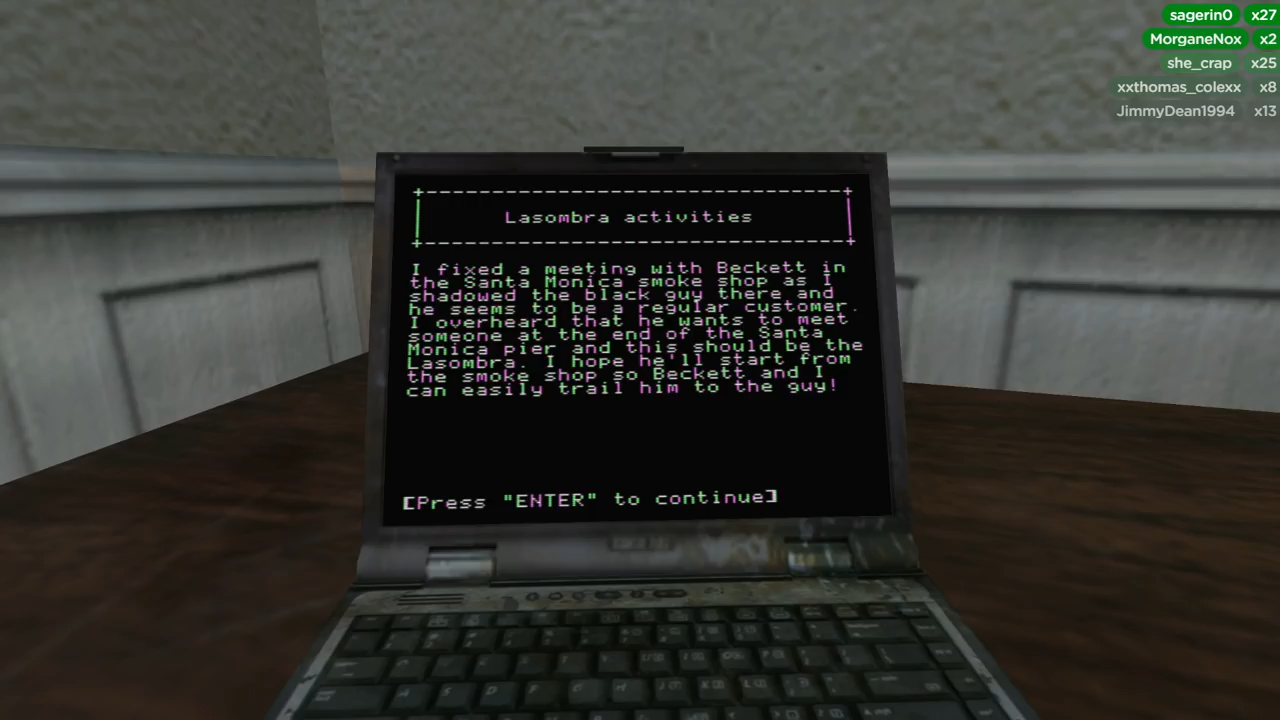 sagerin0 x27
MorganeNox x2
she_crap x25
xxthomas_colexx x8
JimmyDean1994 x13
+---------------------------------+
Lasombra activities
+---------------------------------+
I fixed a meeting with Beckett in
the Santa Monica smoke shop as I
shadowed the black guy there and
he seems to be a regular customer.
I overheard that he wants to meet
someone at the end of the Santa
Monica pier and this should be the
Lasombra. I hope he'll start from
the smoke shop so Beckett and I
can easily trail him to the guy!
[Press "ENTER" to continue]